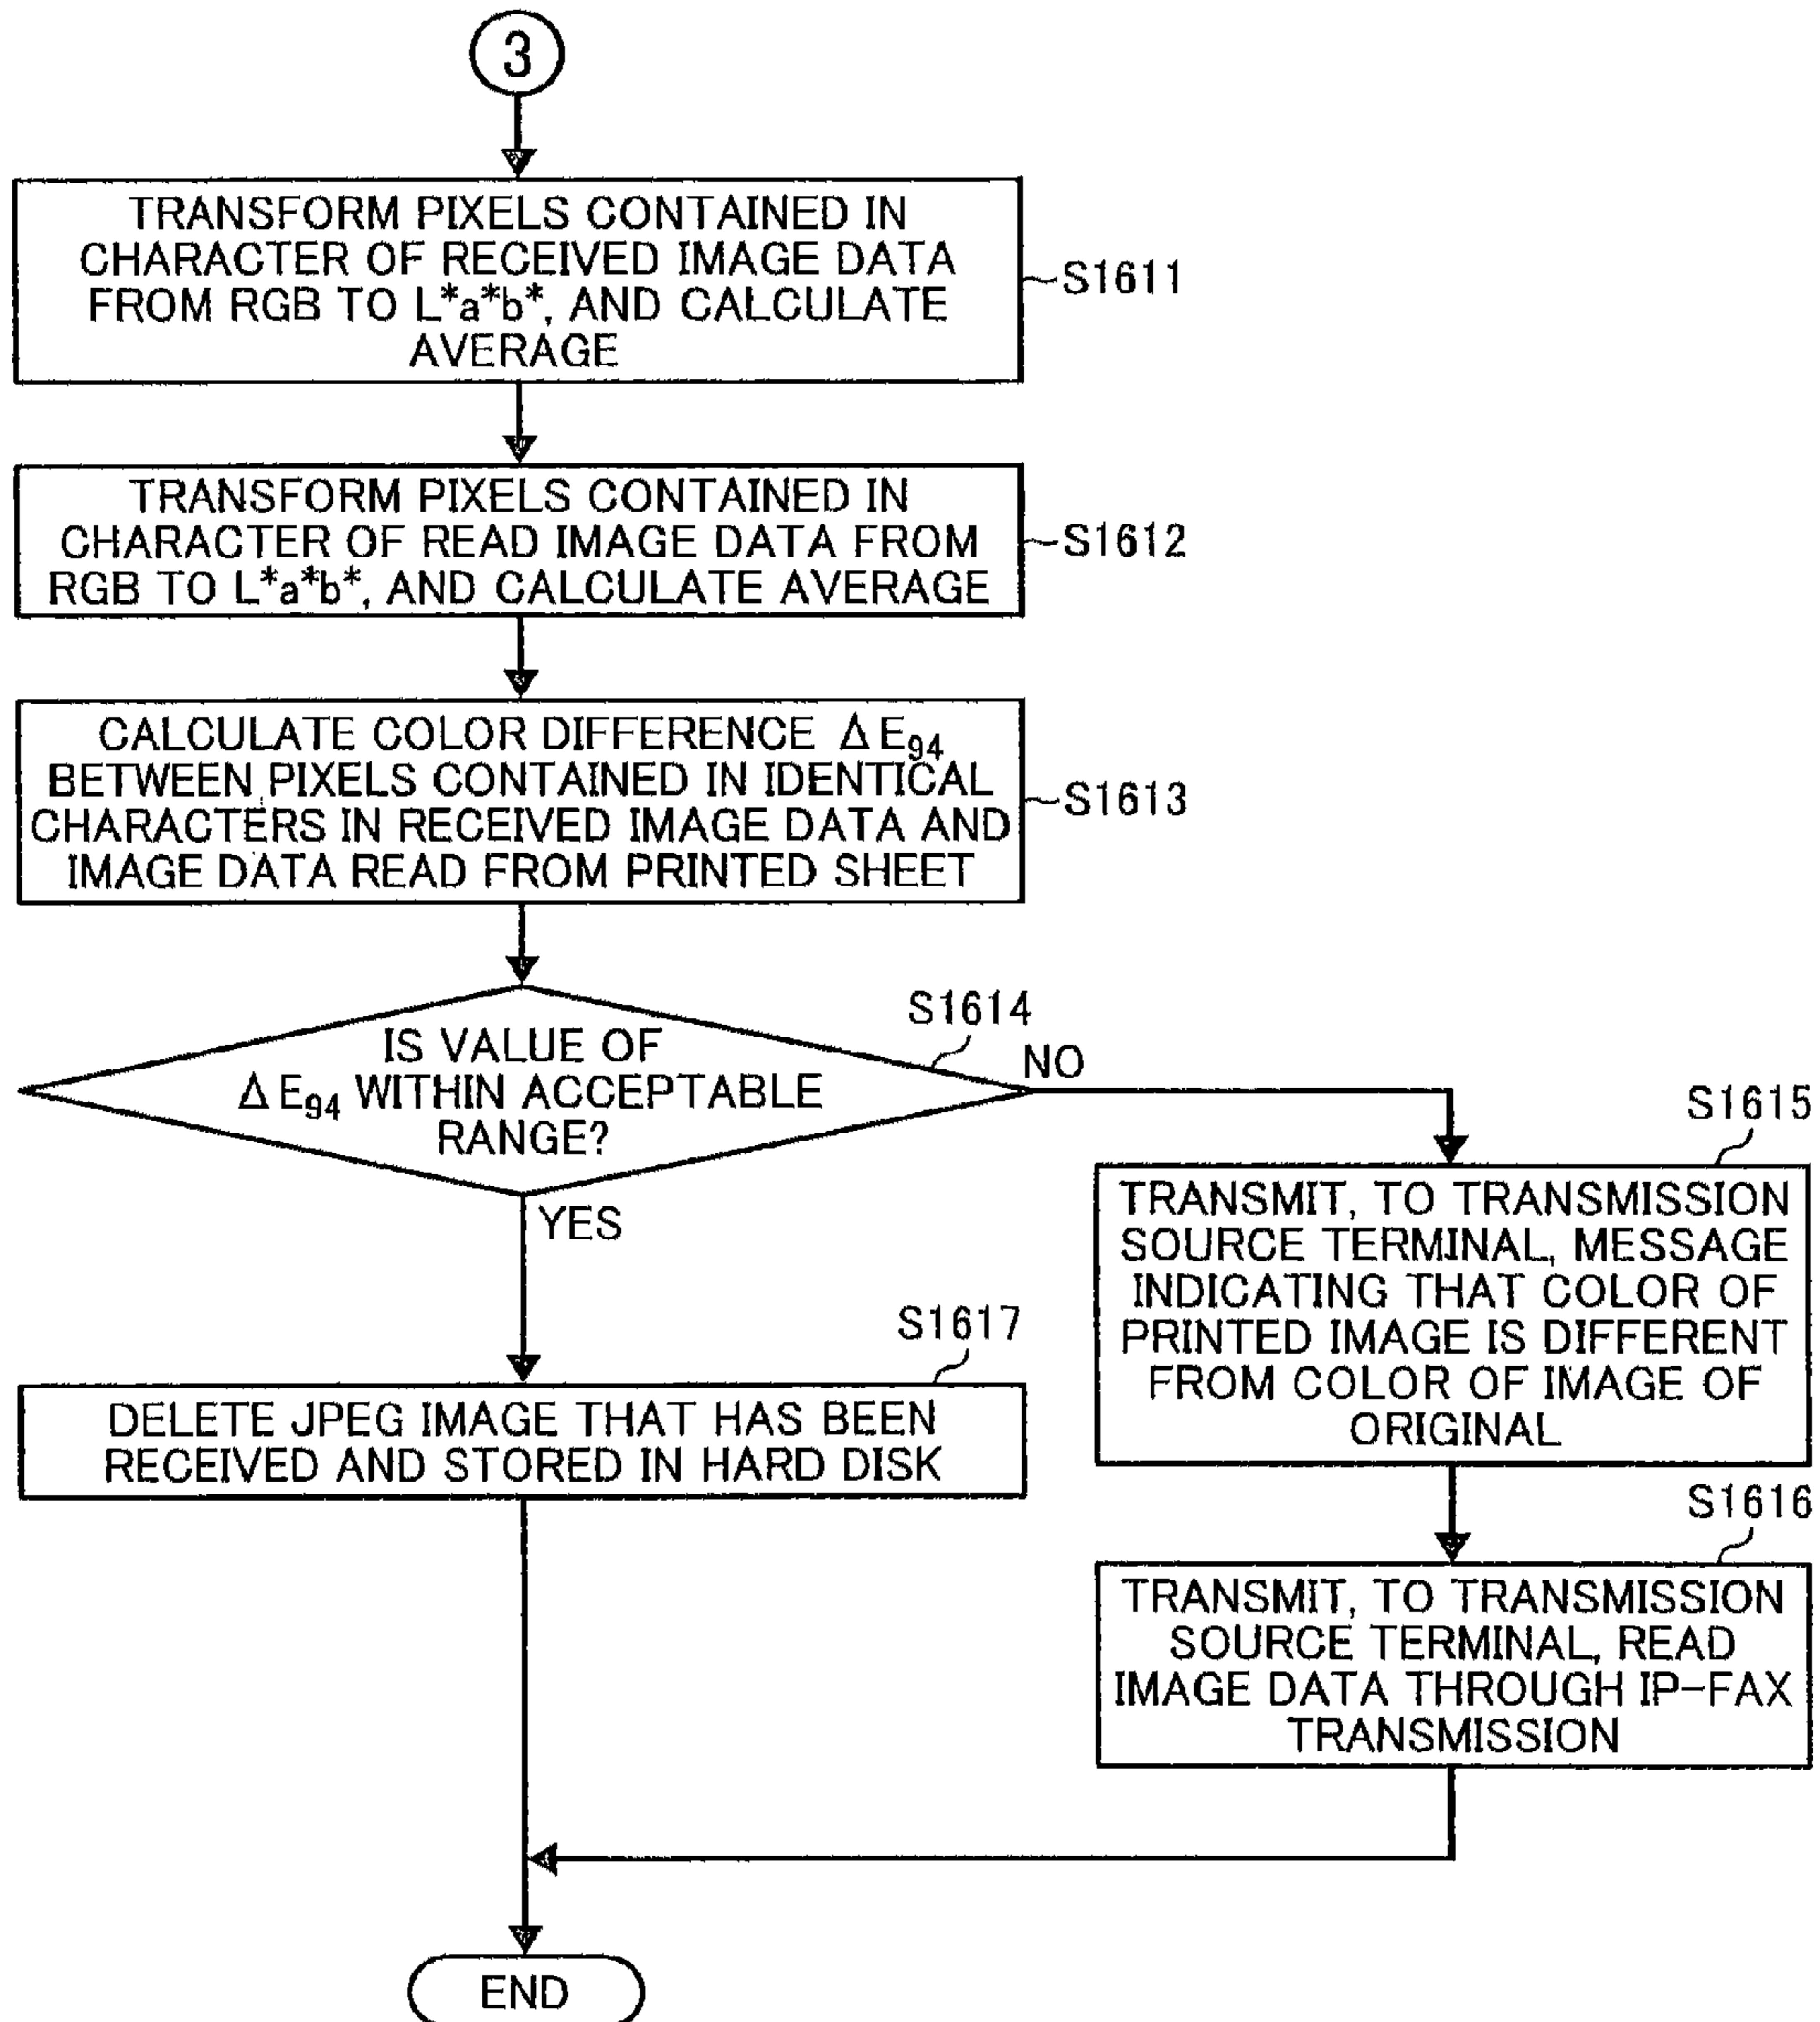 3
TRANSFORM PIXELS CONTAINED IN
CHARACTER OF RECEIVED IMAGE DATA
FROM RGB TO L*a*b*, AND CALCULATE
AVERAGE
S1611
TRANSFORM PIXELS CONTAINED IN
CHARACTER OF READ IMAGE DATA FROM
RGB TO L*a*b*, AND CALCULATE AVERAGE
S1612
CALCULATE COLOR DIFFERENCE ΔE₉₄
BETWEEN PIXELS CONTAINED IN IDENTICAL
CHARACTERS IN RECEIVED IMAGE DATA AND
IMAGE DATA READ FROM PRINTED SHEET
S1613
S1614
IS VALUE OF
ΔE₉₄ WITHIN ACCEPTABLE
RANGE?
NO
YES
S1615
TRANSMIT, TO TRANSMISSION
SOURCE TERMINAL, MESSAGE
INDICATING THAT COLOR OF
PRINTED IMAGE IS DIFFERENT
FROM COLOR OF IMAGE OF
ORIGINAL
S1617
DELETE JPEG IMAGE THAT HAS BEEN
RECEIVED AND STORED IN HARD DISK
S1616
TRANSMIT, TO TRANSMISSION
SOURCE TERMINAL, READ
IMAGE DATA THROUGH IP-FAX
TRANSMISSION
END